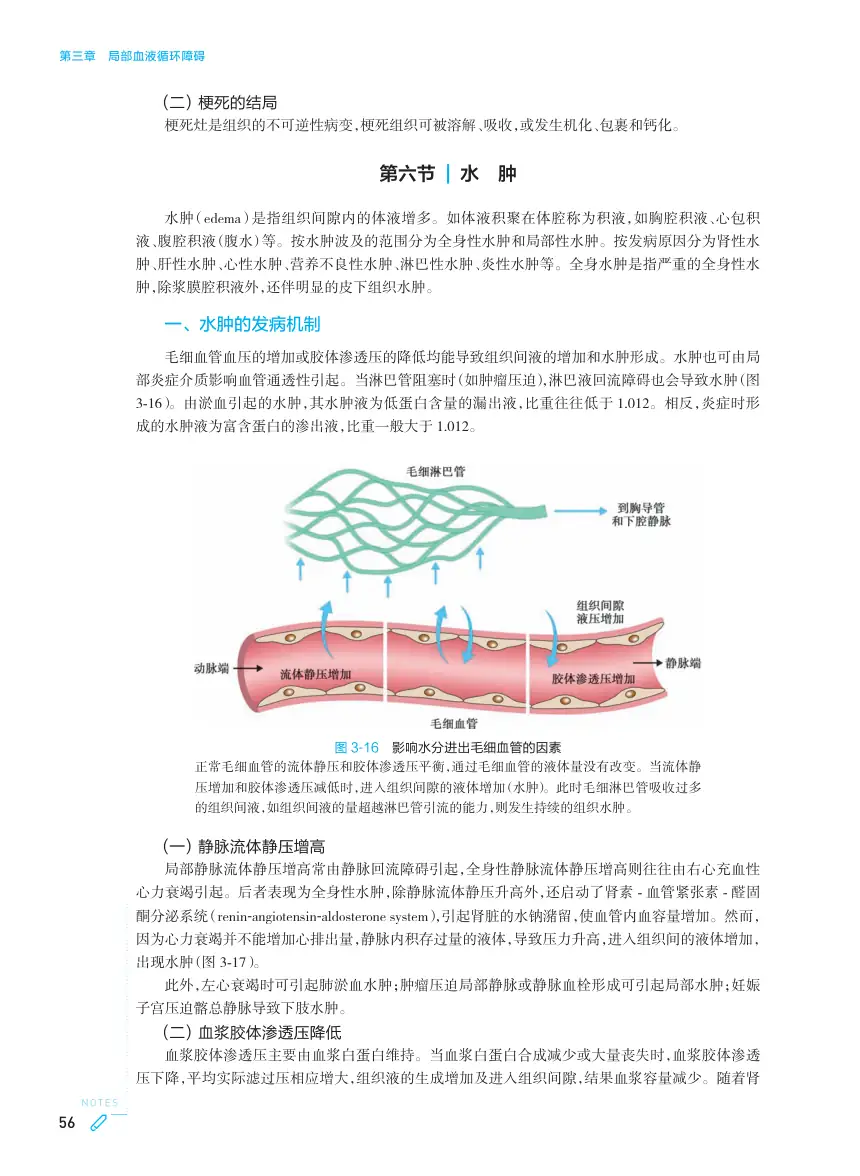 第三章 局部血液循环障碍
（二）梗死的结局
梗死灶是组织的不可逆性病变，梗死组织可被溶解、吸收，或发生机化、包裹和钙化。
第六节 | 水 肿
水肿（edema）是指组织间隙内的体液增多。如体液积聚在体腔称为积液，如胸腔积液、心包积
液、腹腔积液（腹水）等。按水肿波及的范围分为全身性水肿和局部性水肿。按发病原因分为肾性水
肿、肝性水肿、心性水肿、营养不良性水肿、淋巴性水肿、炎性水肿等。全身水肿是指严重的全身性水
肿，除浆膜腔积液外，还伴明显的皮下组织水肿。
一、水肿的发病机制
毛细血管血压的增加或胶体渗透压的降低均能导致组织间液的增加和水肿形成。水肿也可由局
部炎症介质影响血管通透性引起。当淋巴管阻塞时（如肿瘤压迫），淋巴液回流障碍也会导致水肿（图
3-16）。由淤血引起的水肿，其水肿液为低蛋白含量的漏出液，比重往往低于 1.012。相反，炎症时形
成的水肿液为富含蛋白的渗出液，比重一般大于 1.012。
毛细淋巴管
到胸导管
和下腔静脉
组织间隙
液压增加
动脉端
流体静压增加
胶体渗透压增加
静脉端
毛细血管
图 3-16 影响水分进出毛细血管的因素
正常毛细血管的流体静压和胶体渗透压平衡，通过毛细血管的液体量没有改变。当流体静
压增加和胶体渗透压减低时，进入组织间隙的液体增加（水肿）。此时毛细淋巴管吸收过多
的组织间液，如组织间液的量超越淋巴管引流的能力，则发生持续的组织水肿。
（一）静脉流体静压增高
局部静脉流体静压增高常由静脉回流障碍引起，全身性静脉流体静压增高则往往由右心充血性
心力衰竭引起。后者表现为全身性水肿，除静脉流体静压升高外，还启动了肾素 - 血管紧张素 - 醛固
酮分泌系统（renin-angiotensin-aldosterone system），引起肾脏的水钠潴留，使血管内血容量增加。然而，
因为心力衰竭并不能增加心排出量，静脉内积存过量的液体，导致压力升高，进入组织间的液体增加，
出现水肿（图 3-17）。
此外，左心衰竭时可引起肺淤血水肿；肿瘤压迫局部静脉或静脉血栓形成可引起局部水肿；妊娠
子宫压迫髂总静脉导致下肢水肿。
（二）血浆胶体渗透压降低
血浆胶体渗透压主要由血浆白蛋白维持。当血浆白蛋白合成减少或大量丧失时，血浆胶体渗透
压下降，平均实际滤过压相应增大，组织液的生成增加及进入组织间隙，结果血浆容量减少。随着肾
NOTES
56